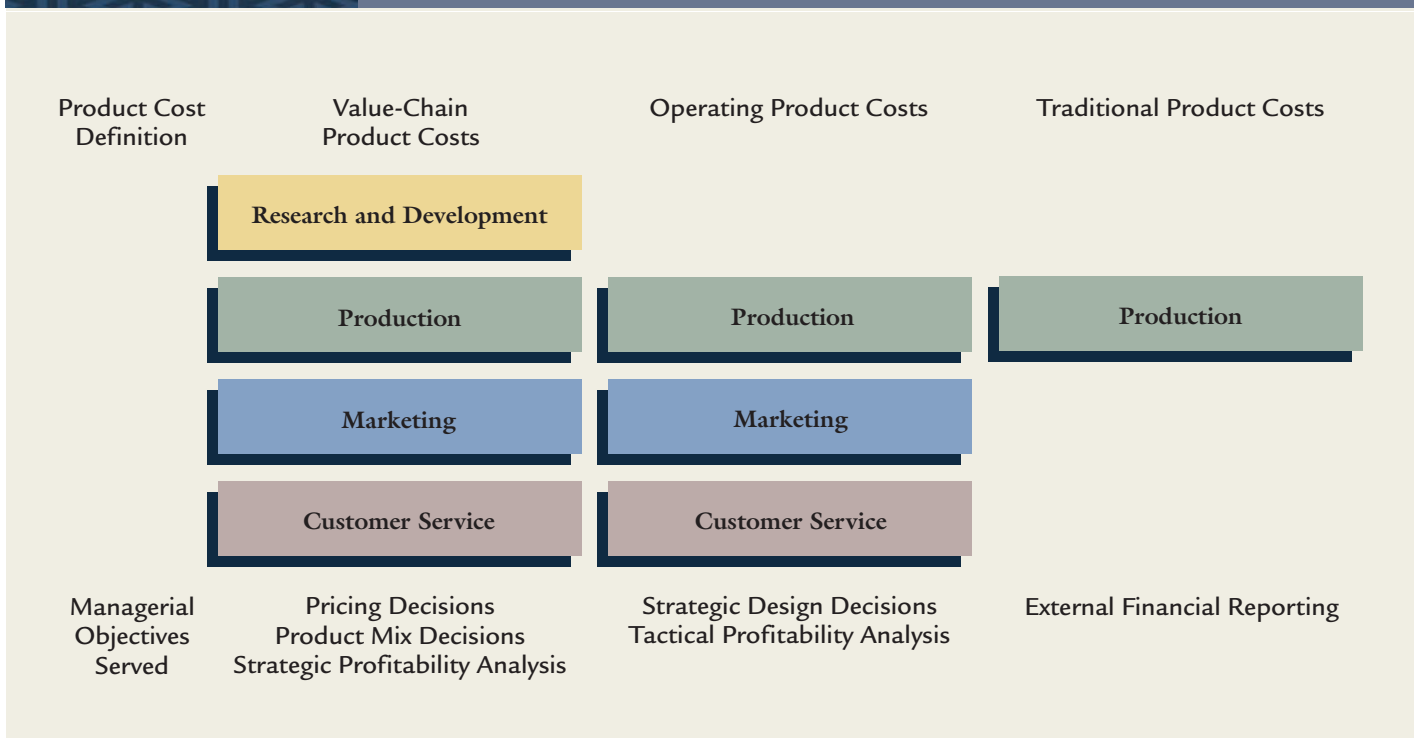 Product Cost
Definition
Value-Chain
Product Costs
Operating Product Costs
Traditional Product Costs
Research and Development
Production
Production
Production
Marketing
Marketing
Customer Service
Customer Service
Managerial
Objectives
Served
Pricing Decisions
Product Mix Decisions
Strategic Profitability Analysis
Strategic Design Decisions
Tactical Profitability Analysis
External Financial Reporting